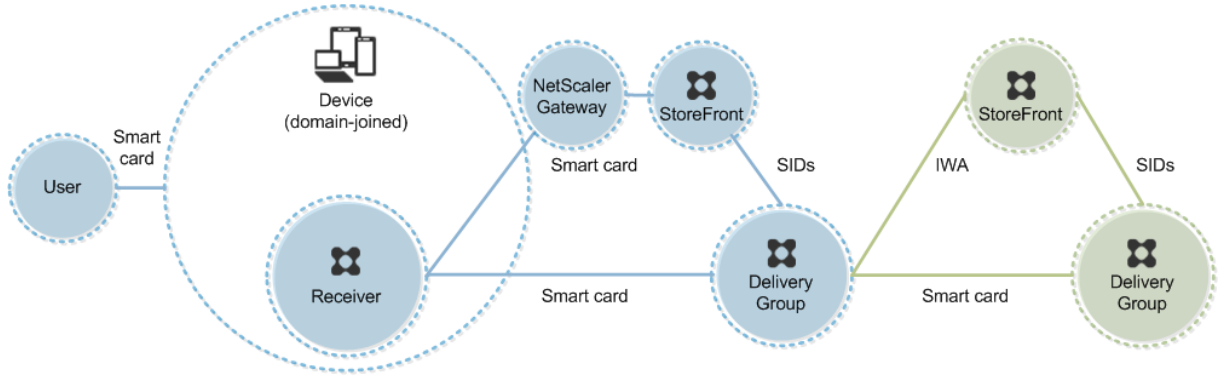 User
Smart
card
Device
(domain-joined)
Receiver
NetScaler
Gateway
StoreFront
Smart card
SIDs
Smart card
Delivery
Group
IWA
StoreFront
SIDs
Smart card
Delivery
Group